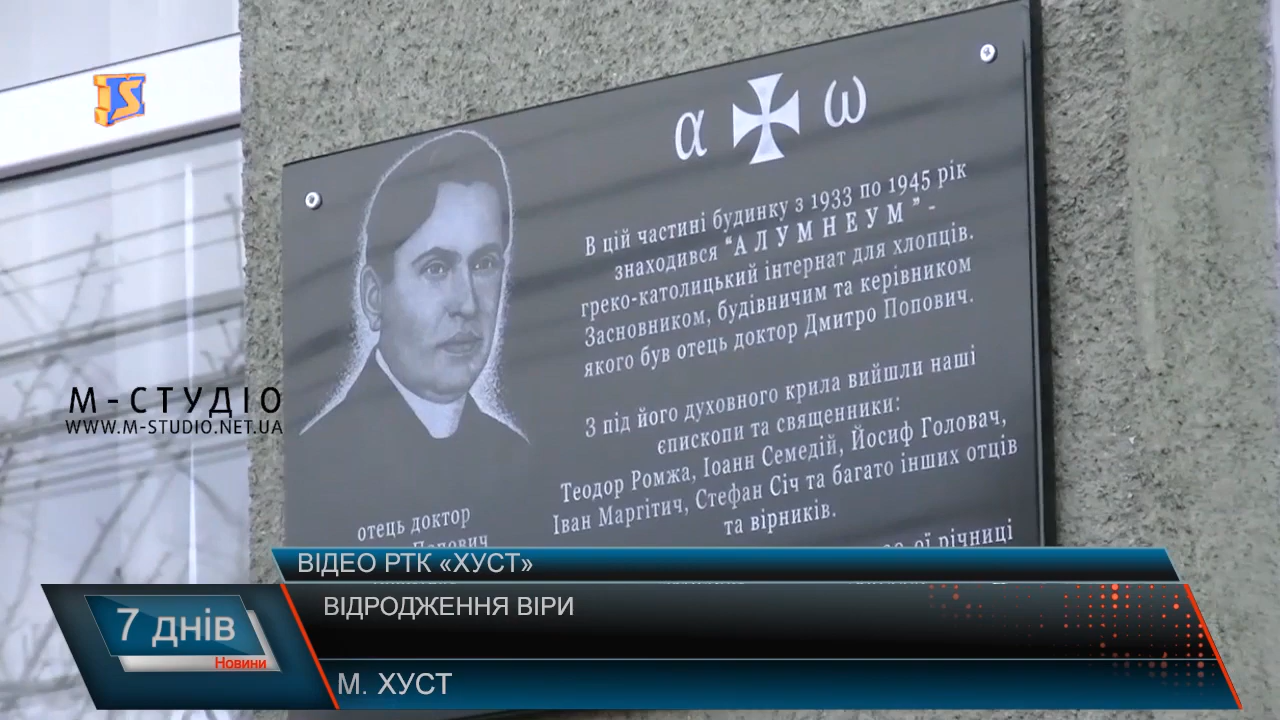 α ω
В цій частині будинку з 1933 по 1945 рік
знаходився “АЛУМНЕУМ” -
греко-католицький інтернат для хлопців.
Засновником, будівничим та керівником
якого був отець доктор Дмитро Попович.
З під його духовного крила вийшли наші
єпископи та священники:
Теодор Ромжа, Іоанн Семедій, Йосиф Головач,
Іван Маргітич, Стефан Січ та багато інших отців
та вірників.
річниці
отець доктор
Попович
М-СТУДІО
WWW.M-STUDIO.NET.UA
ВІДЕО РТК «ХУСТ»
ВІДРОДЖЕННЯ ВІРИ
7 днів
Новини
М. ХУСТ